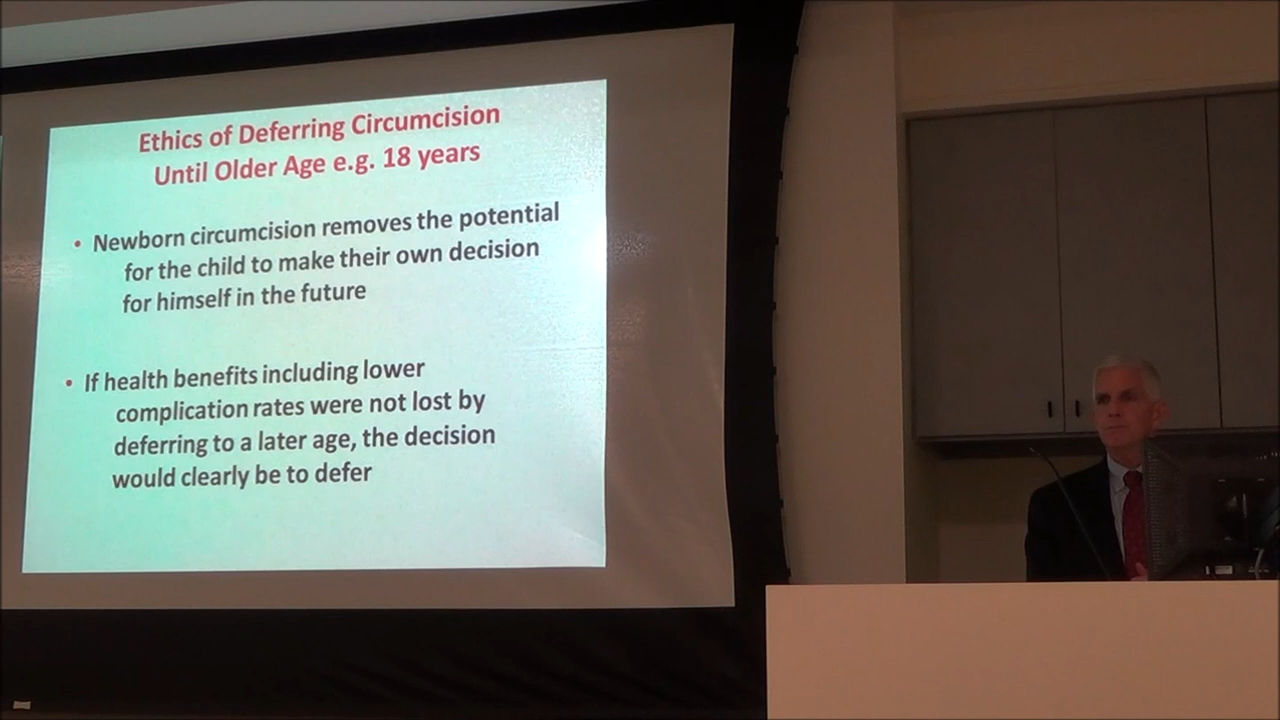 Ethics of Deferring Circumcision
Until Older Age e.g. 18 years
• Newborn circumcision removes the potential
for the child to make their own decision
for himself in the future
• If health benefits including lower
complication rates were not lost by
deferring to a later age, the decision
would clearly be to defer